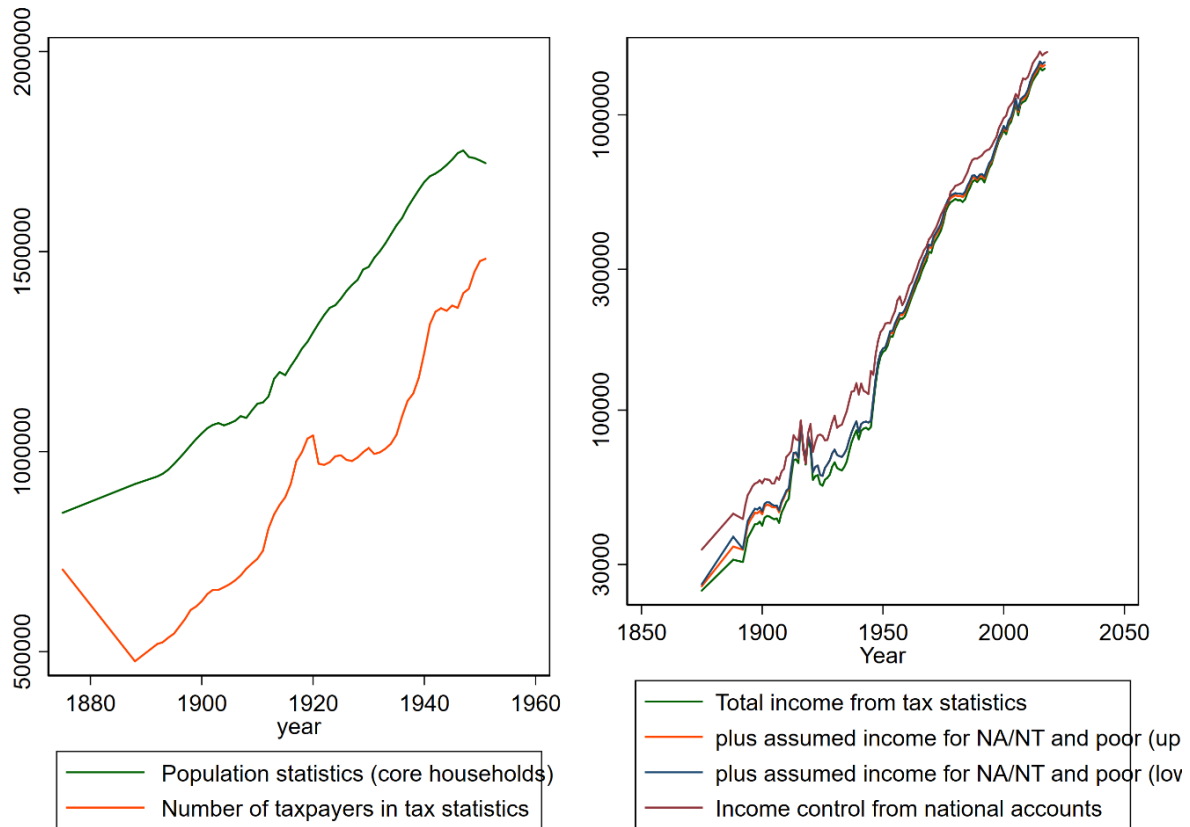 2000000
1500000
1000000
500000
1880
1900
1920
1940
1960
year
Population statistics (core households)
Number of taxpayers in tax statistics
1000000
300000
100000
30000
1850
1900
1950
2000
2050
Year
Total income from tax statistics
plus assumed income for NA/NT and poor (up
plus assumed income for NA/NT and poor (low
Income control from national accounts